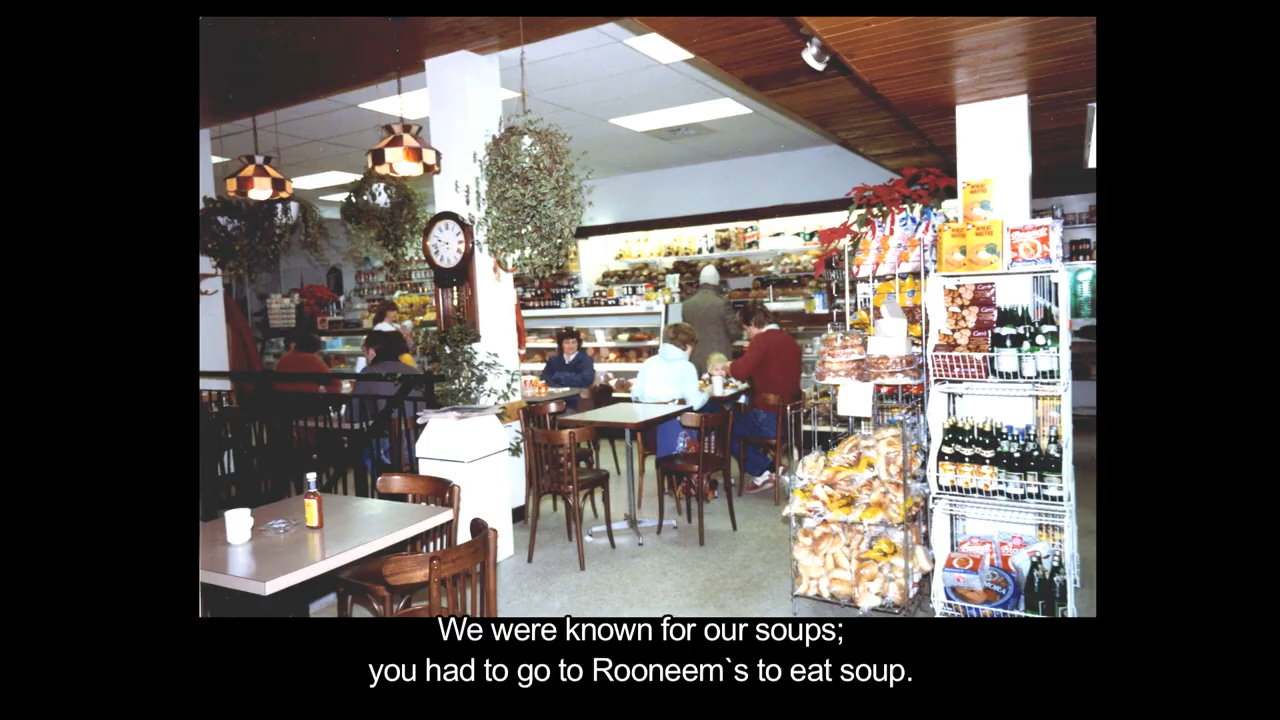 We were known for our soups;
you had to go to Rooneem`s to eat soup.